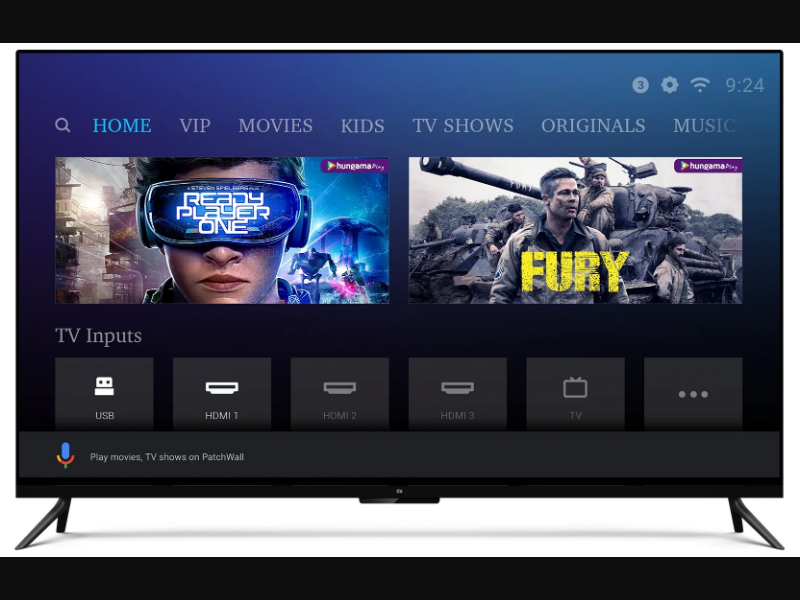 3 9:24
HOME VIP MOVIES KIDS TV SHOWS ORIGINALS MUSIC
hungama Play
A STEVEN SPIELBERG FILM
READY
PLAYER
ONE
hungama Play
FURY
FURY
TV Inputs
USB HDMI 1 HDMI 2 HDMI 3 TV
Play movies, TV shows on PatchWall